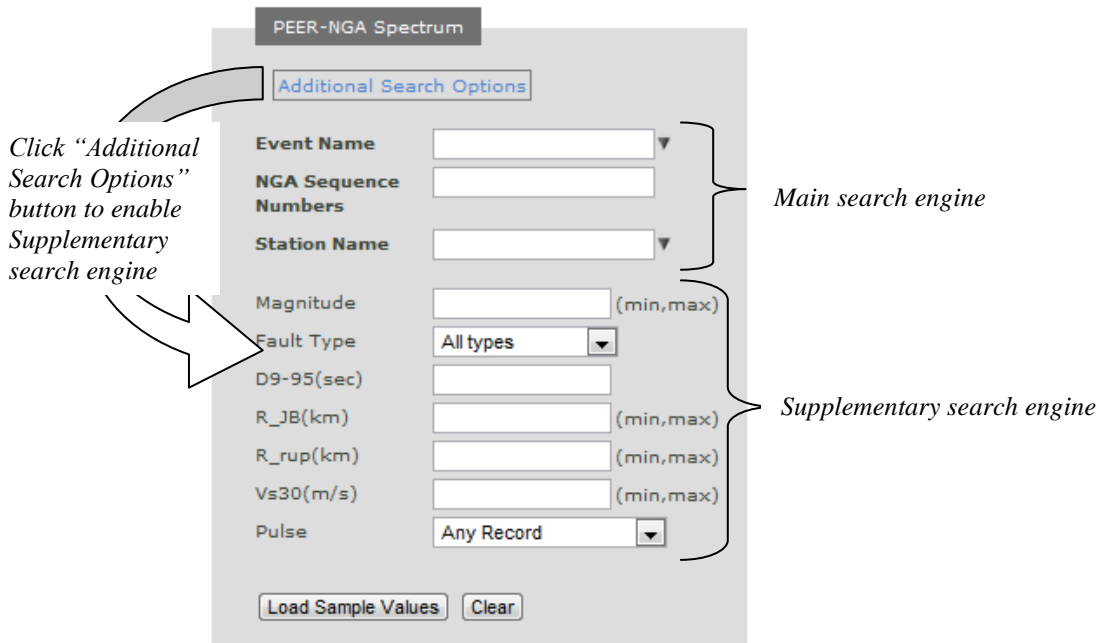 PEER-NGA Spectrum
Additional Search Options
Click “Additional
Search Options”
button to enable
Supplementary
search engine
Event Name
NGA Sequence
Numbers
Station Name
Main search engine
Magnitude (min,max)
Fault Type All types
D9-95(sec)
R_JB(km) (min,max)
R_rup(km) (min,max)
Vs30(m/s) (min,max)
Pulse Any Record
Supplementary search engine
Load Sample Values Clear